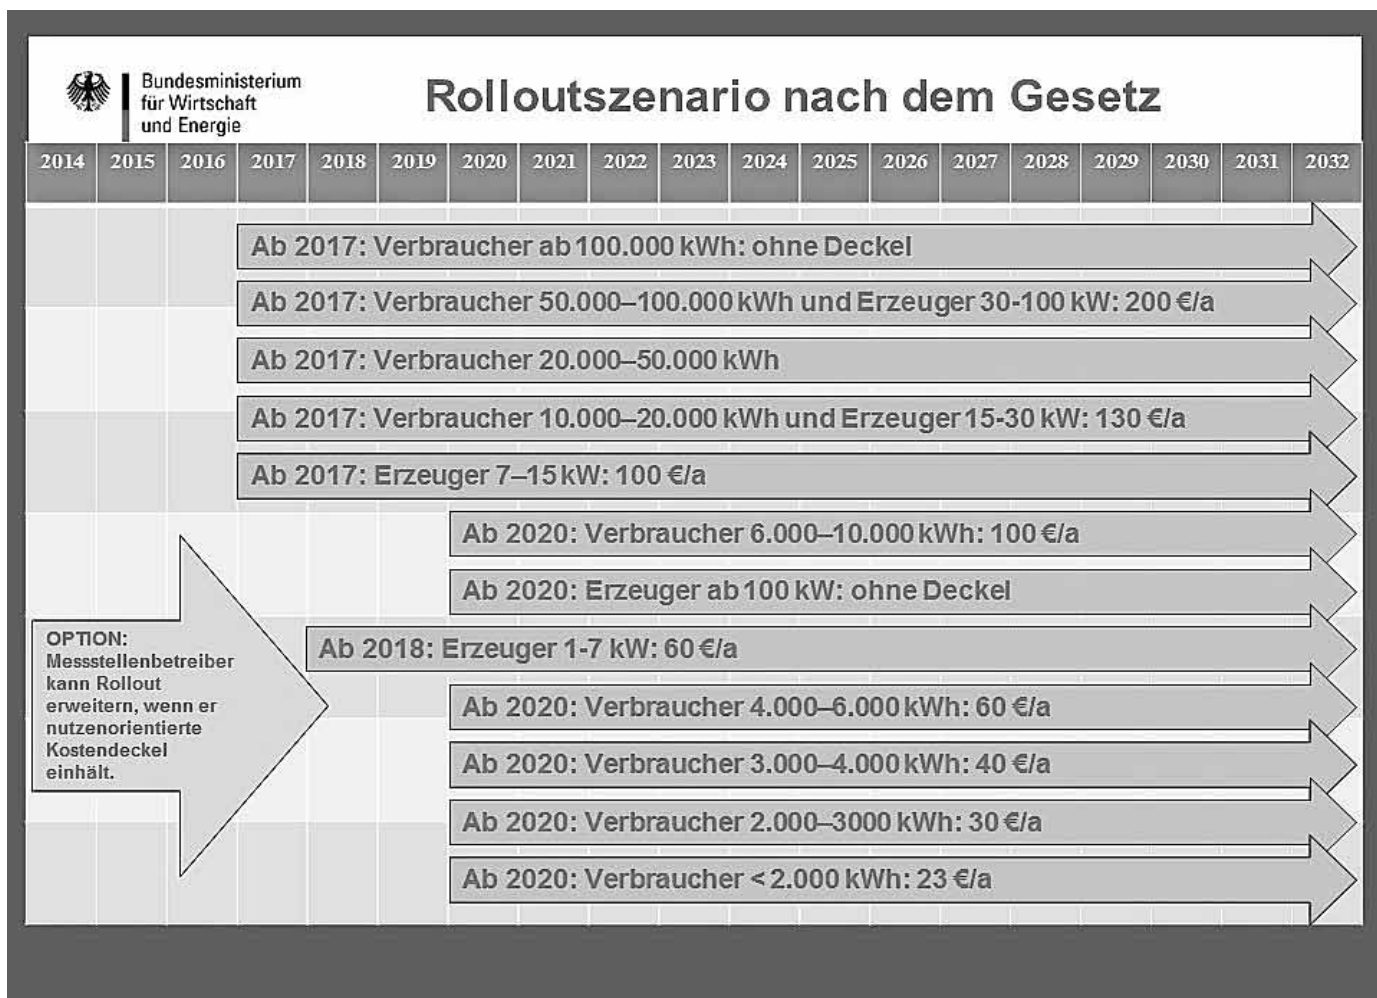 Bundesministerium
für Wirtschaft
und Energie
Rolloutszenario nach dem Gesetz
2014 2015 2016 2017 2018 2019 2020 2021 2022 2023 2024 2025 2026 2027 2028 2029 2030 2031 2032
Ab 2017: Verbraucher ab 100.000 kWh: ohne Deckel
Ab 2017: Verbraucher 50.000–100.000 kWh und Erzeuger 30-100 kW: 200 €/a
Ab 2017: Verbraucher 20.000–50.000 kWh
Ab 2017: Verbraucher 10.000–20.000 kWh und Erzeuger 15-30 kW: 130 €/a
Ab 2017: Erzeuger 7–15 kW: 100 €/a
Ab 2020: Verbraucher 6.000–10.000 kWh: 100 €/a
Ab 2020: Erzeuger ab 100 kW: ohne Deckel
OPTION:
Messstellenbetreiber
kann Rollout
erweitern, wenn er
nutzenorientierte
Kostendeckel
einhält.
Ab 2018: Erzeuger 1-7 kW: 60 €/a
Ab 2020: Verbraucher 4.000–6.000 kWh: 60 €/a
Ab 2020: Verbraucher 3.000–4.000 kWh: 40 €/a
Ab 2020: Verbraucher 2.000–3000 kWh: 30 €/a
Ab 2020: Verbraucher < 2.000 kWh: 23 €/a